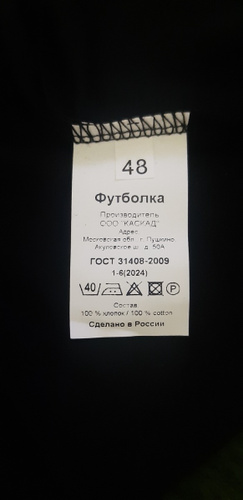 48
Футболка
Производитель
ООО "КАСКАД"
Адрес
Московская обл. г. Пушкино,
Акуловское ш. д. 50А
ГОСТ 31408-2009
1-6(2024)
40 P
Состав:
100 % хлопок / 100 % cotton
Сделано в России